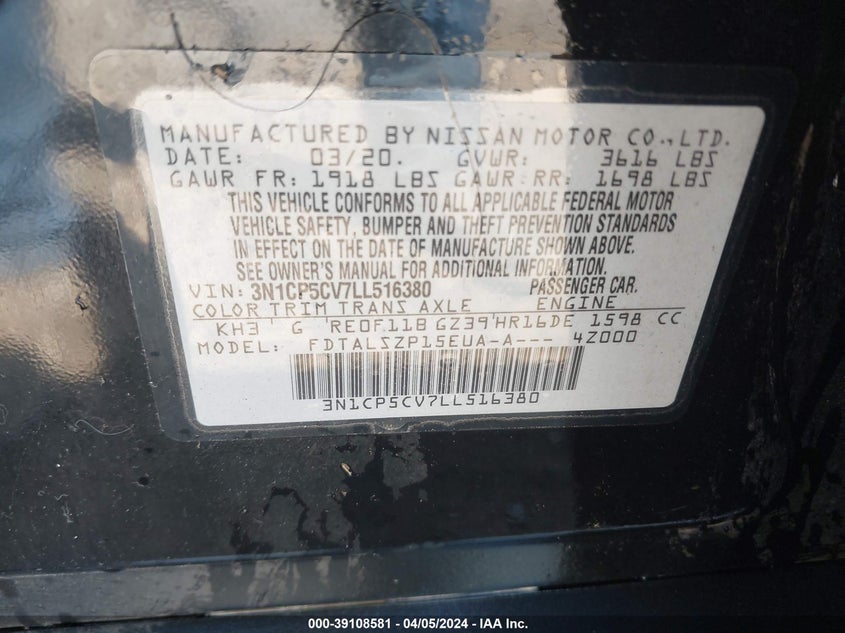 MANUFACTURED BY NISSAN MOTOR CO., LTD.
DATE: 03/20. GVWR: 3616 LBS
GAWR FR: 1918 LBS GAWR RR: 1698 LBS
THIS VEHICLE CONFORMS TO ALL APPLICABLE FEDERAL MOTOR
VEHICLE SAFETY, BUMPER AND THEFT PREVENTION STANDARDS
IN EFFECT ON THE DATE OF MANUFACTURE SHOWN ABOVE.
SEE OWNER'S MANUAL FOR ADDITIONAL INFORMATION.
VIN: 3N1CP5CV7LL516380 PASSENGER CAR.
COLOR TRIM TRANS AXLE ENGINE
KH3 G RE0F11B GZ39 HR16DE 1598 CC
MODEL: FDTALSZP15EUA-A--- 4Z000
3N1CP5CV7LL516380
000-39108581 - 04/05/2024 - IAA Inc.